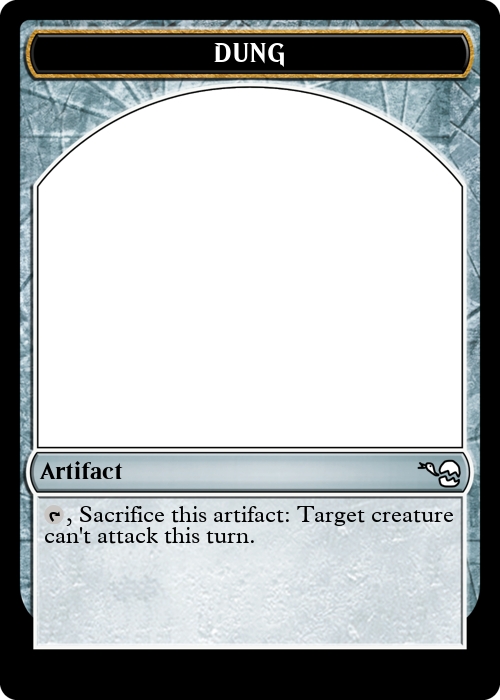 DUNG
Artifact
, Sacrifice this artifact: Target creature
can't attack this turn.